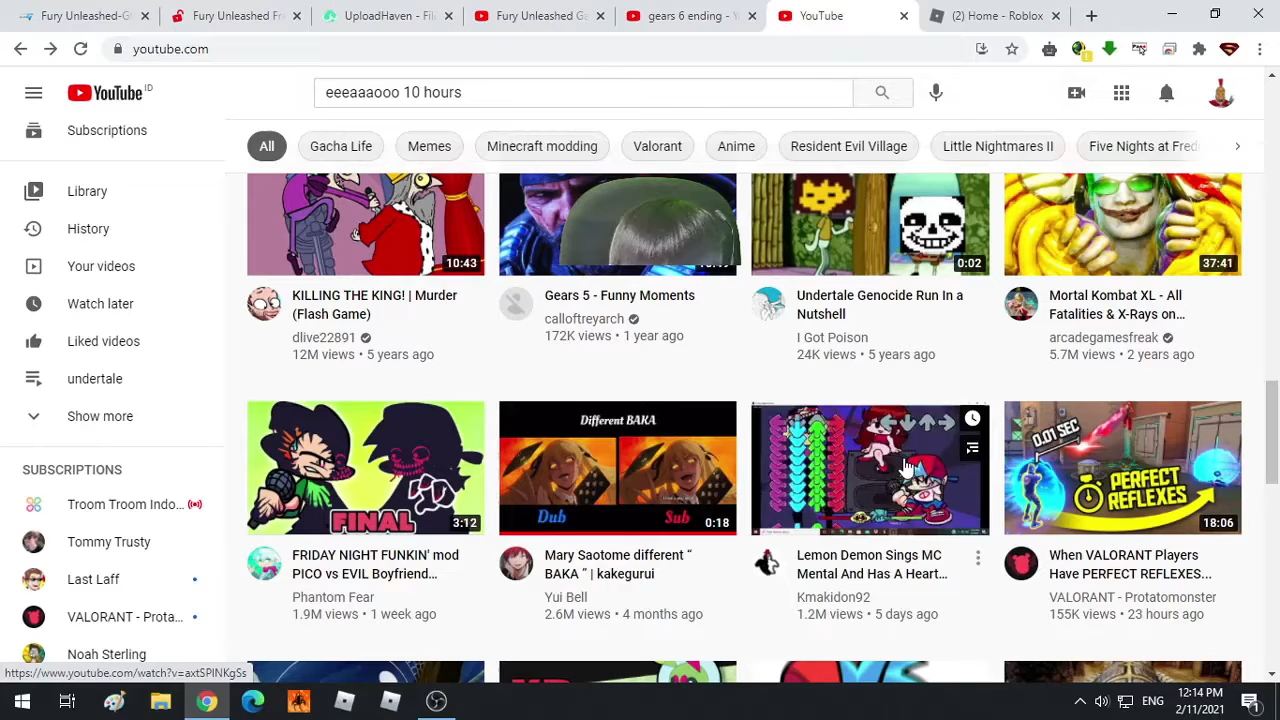 Fury Unleashed-G
Fury Unleashed Fr
UploadHaven - Fil
Fury Unleashed Ga
gears 6 ending - Y
YouTube
(2) Home - Roblox
youtube.com
YouTube ID
eeeaaaooo 10 hours
Subscriptions
All
Gacha Life
Memes
Minecraft modding
Valorant
Anime
Resident Evil Village
Little Nightmares II
Five Nights at Fred
Library
History
Your videos
Watch later
Liked videos
undertale
Show more
SUBSCRIPTIONS
Troom Troom Indo...
Tommy Trusty
Last Laff
VALORANT - Prota...
Noah Sterling
10:43
0:02
37:41
KILLING THE KING! | Murder
(Flash Game)
dlive22891
12M views • 5 years ago
Gears 5 - Funny Moments
calloftreyarch
172K views • 1 year ago
Undertale Genocide Run In a
Nutshell
I Got Poison
24K views • 5 years ago
Mortal Kombat XL - All
Fatalities & X-Rays on...
arcadegamesfreak
5.7M views • 2 years ago
FINAL
3:12
Different BAKA
Dub
Sub
0:18
0.01 SEC
PERFECT
REFLEXES
18:06
FRIDAY NIGHT FUNKIN' mod
PICO vs EVIL Boyfriend...
Phantom Fear
1.9M views • 1 week ago
Mary Saotome different “
BAKA ” | kakegurui
Yui Bell
2.6M views • 4 months ago
Lemon Demon Sings MC
Mental And Has A Heart...
Kmakidon92
1.2M views • 5 days ago
When VALORANT Players
Have PERFECT REFLEXES...
VALORANT - Protatomonster
155K views • 23 hours ago
https://www.youtube.com/watch?v=axtSPlNKgSs
ENG
12:14 PM
2/11/2021